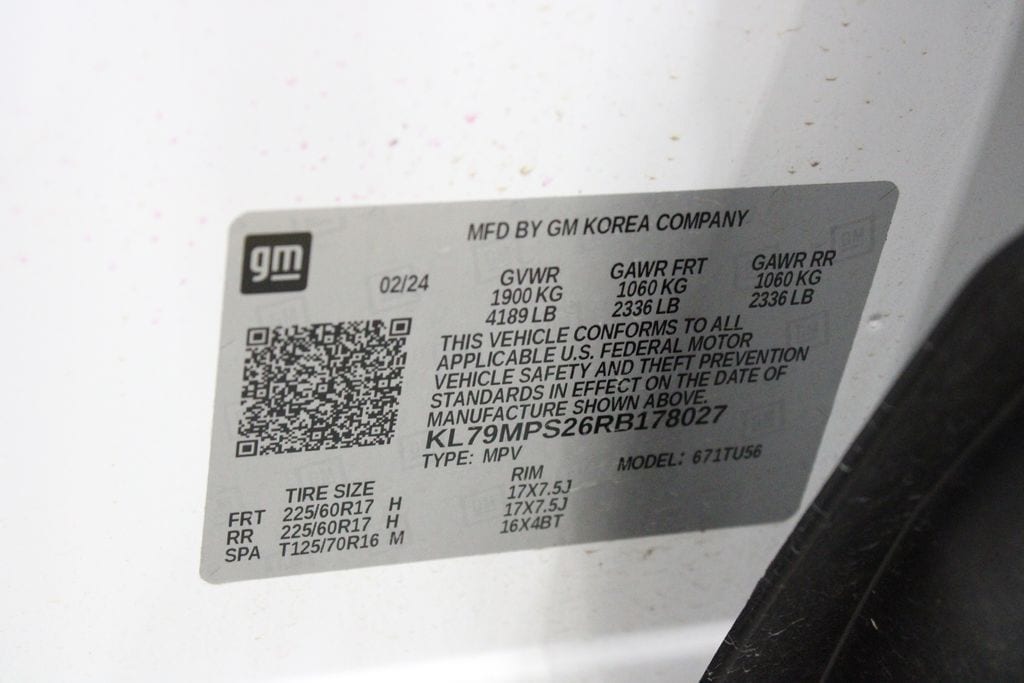 gm
MFD BY GM KOREA COMPANY
02/24
GVWR
1900 KG
4189 LB
GAWR FRT
1060 KG
2336 LB
GAWR RR
1060 KG
2336 LB
THIS VEHICLE CONFORMS TO ALL
APPLICABLE U.S. FEDERAL MOTOR
VEHICLE SAFETY AND THEFT PREVENTION
STANDARDS IN EFFECT ON THE DATE OF
MANUFACTURE SHOWN ABOVE.
KL79MPS26RB178027
TYPE: MPV
MODEL: 671TU56
TIRE SIZE RIM
FRT 225/60R17 H 17X7.5J
RR 225/60R17 H 17X7.5J
SPA T125/70R16 M 16X4BT